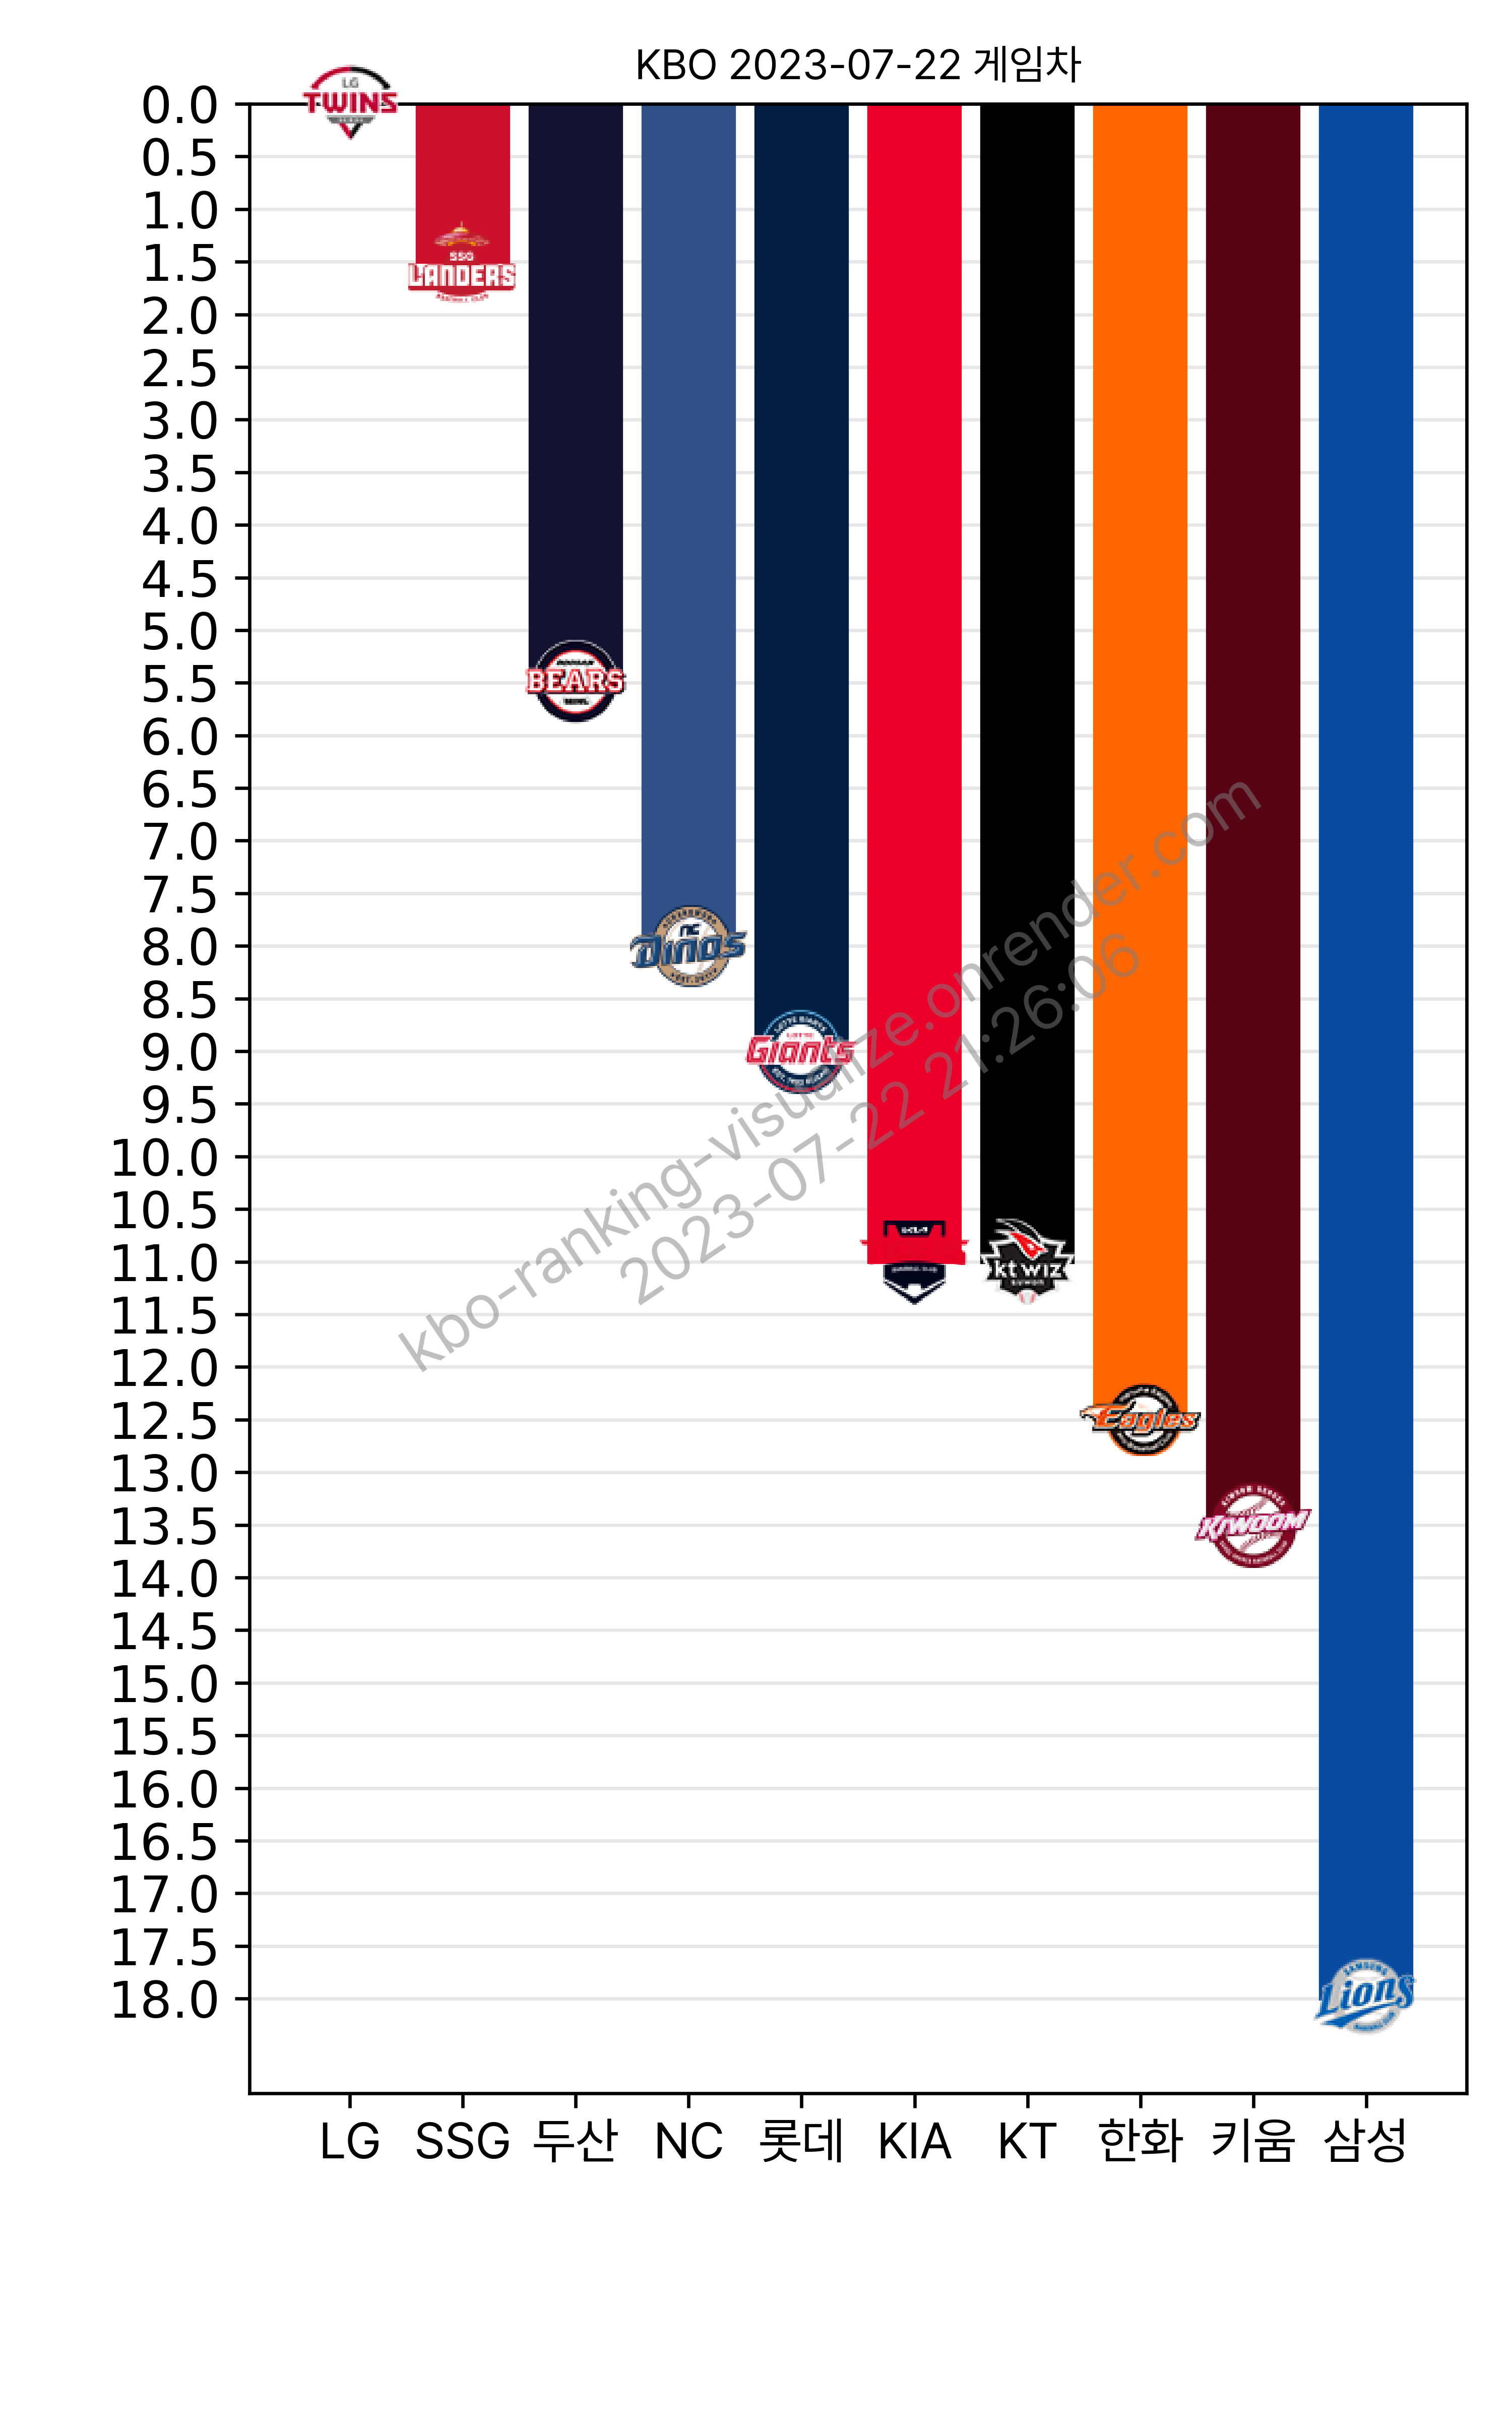 KBO 2023-07-22 게임차
0.0
0.5
1.0
1.5
2.0
2.5
3.0
3.5
4.0
4.5
5.0
5.5
6.0
6.5
7.0
7.5
8.0
8.5
9.0
9.5
10.0
10.5
11.0
11.5
12.0
12.5
13.0
13.5
14.0
14.5
15.0
15.5
16.0
16.5
17.0
17.5
18.0
LG
TWINS
SSG
LANDERS
BEARS
NC
Dinos
LOTTE
Giants
KIA
kt wiz
Eagles
KIWOOM
SAMSUNG
Lions
kbo-ranking-visualize.onrender.com
2023-07-22 21:26:06
LG SSG 두산 NC 롯데 KIA KT 한화 키움 삼성